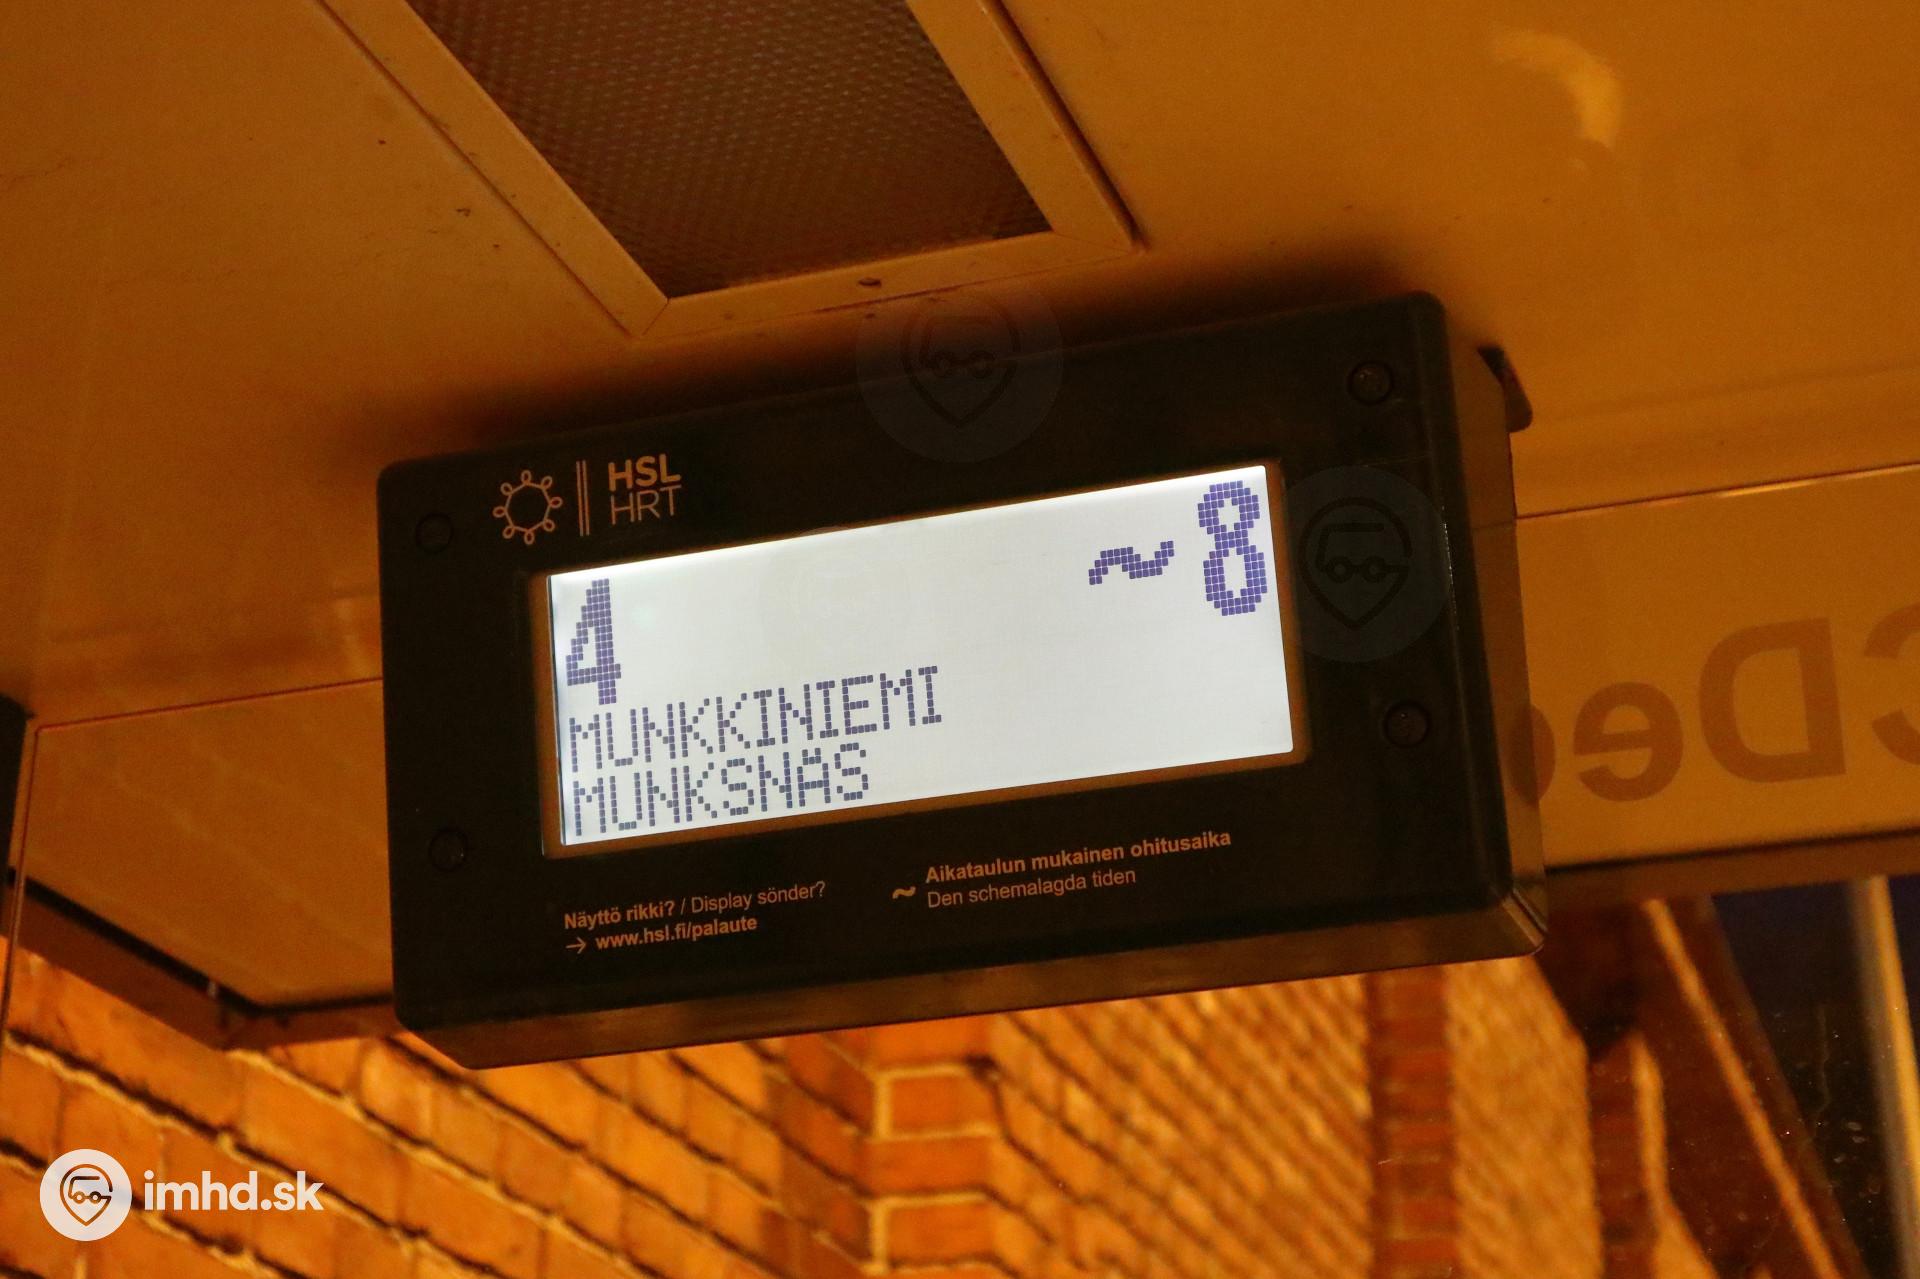 HSL
HRT
4 ~8
MUNKKINIEMI
MUNKSNÄS
Näyttö rikki? / Display sönder?
→ www.hsl.fi/palaute
~ Aikataulun mukainen ohitusaika
Den schemalagda tiden
imhd.sk